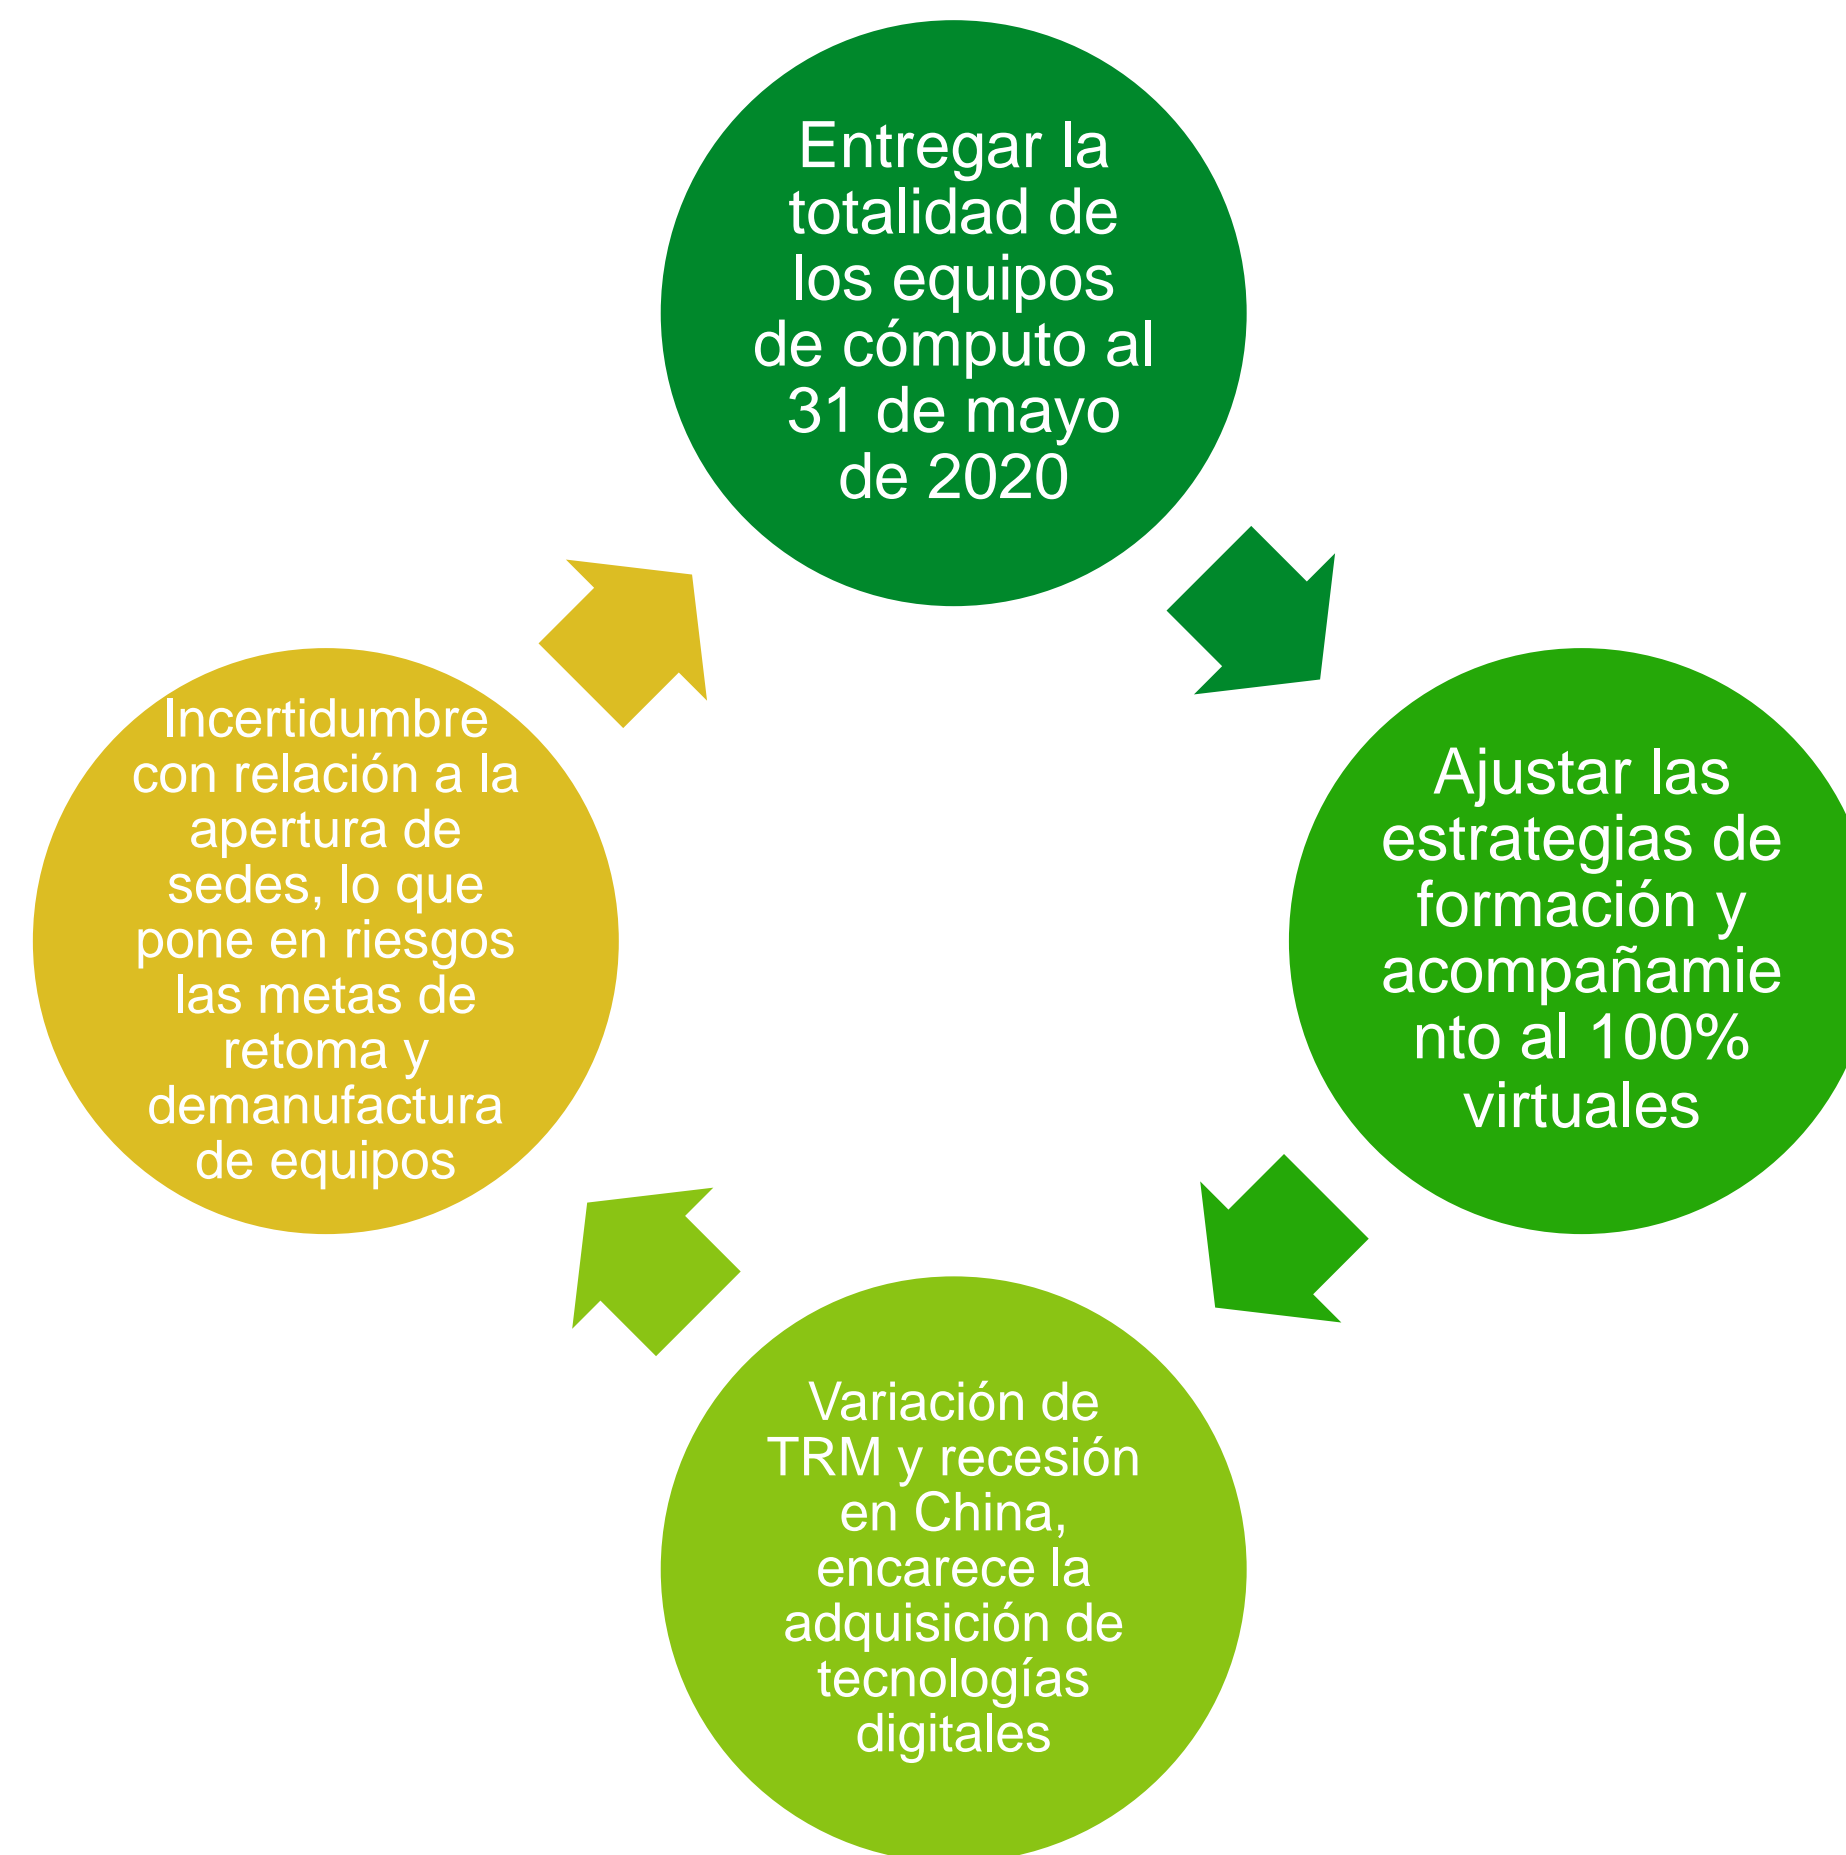 Entregar la
totalidad de
los equipos
de cómputo al
31 de mayo
de 2020
Ajustar las
estrategias de
formación y
acompañamie
nto al 100%
virtuales
Variación de
TRM y recesión
en China,
encarece la
adquisición de
tecnologías
digitales
Incertidumbre
con relación a la
apertura de
sedes, lo que
pone en riesgos
las metas de
retoma y
demanufactura
de equipos